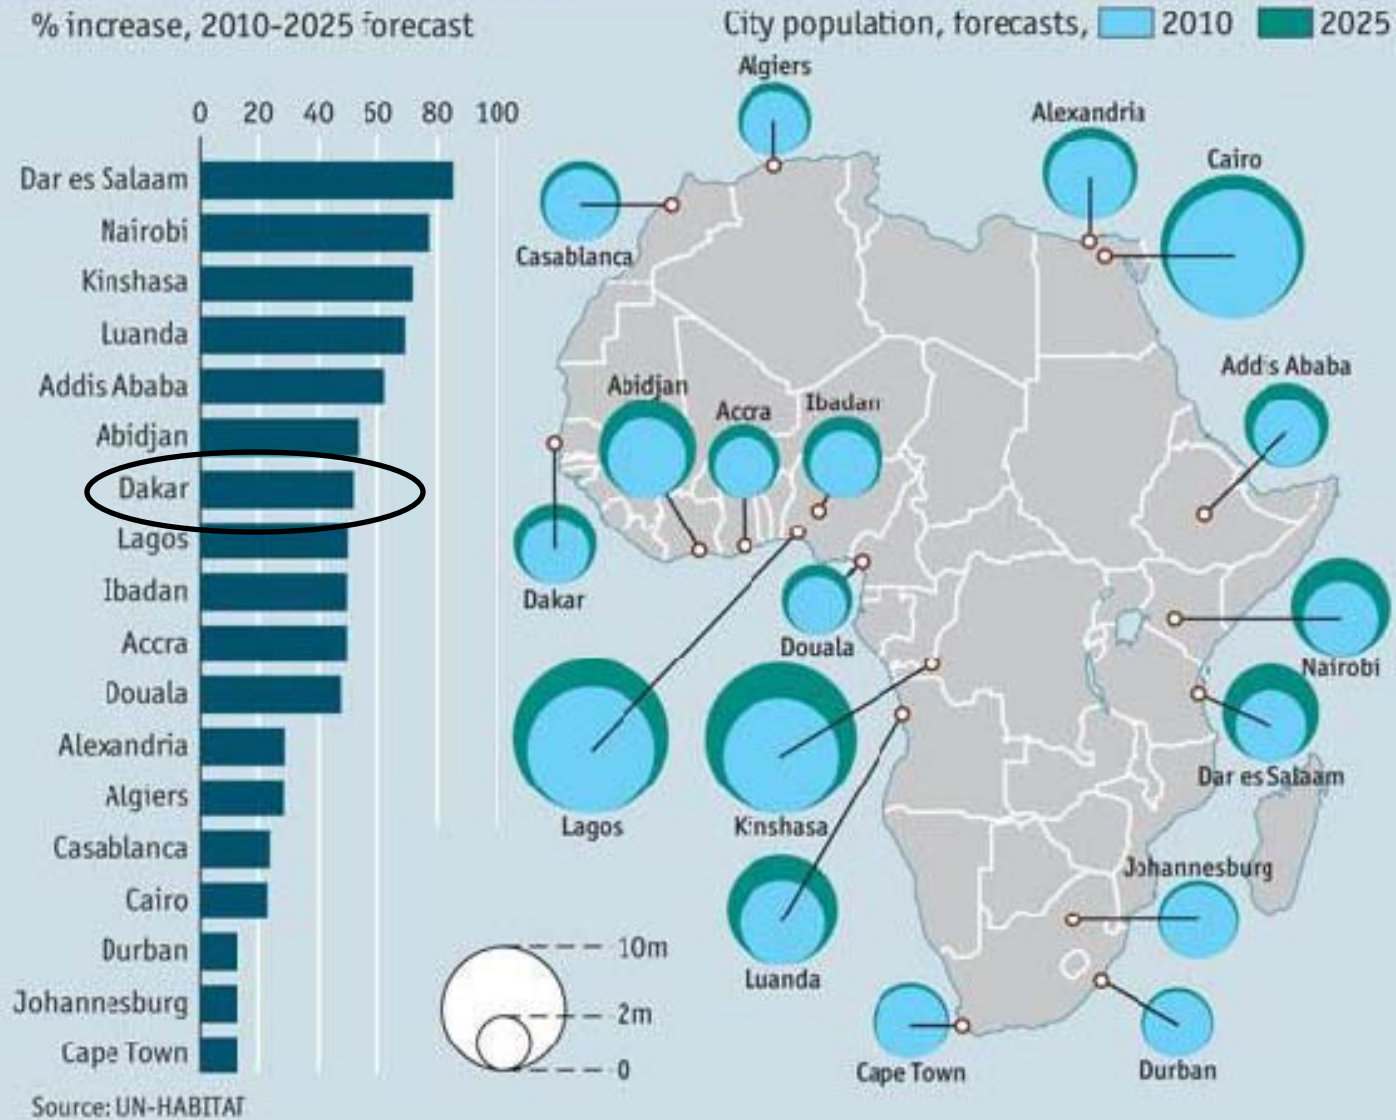 % increase, 2010-2025 forecast
0 20 40 60 80 100
Dar es Salaam
Nairobi
Kinshasa
Luanda
Addis Ababa
Abidjan
Dakar
Lagos
Ibadan
Accra
Douala
Alexandria
Algiers
Casablanca
Cairo
Durban
Johannesburg
Cape Town
Source: UN-HABITAT
City population, forecasts, 2010 2025
Algiers
Alexandria
Cairo
Casablanca
Addis Ababa
Abidjan
Accra
Ibadan
Dakar
Douala
Nairobi
Dar es Salaam
Lagos
Kinshasa
Johannesburg
Luanda
Cape Town
Durban
10m
2m
0